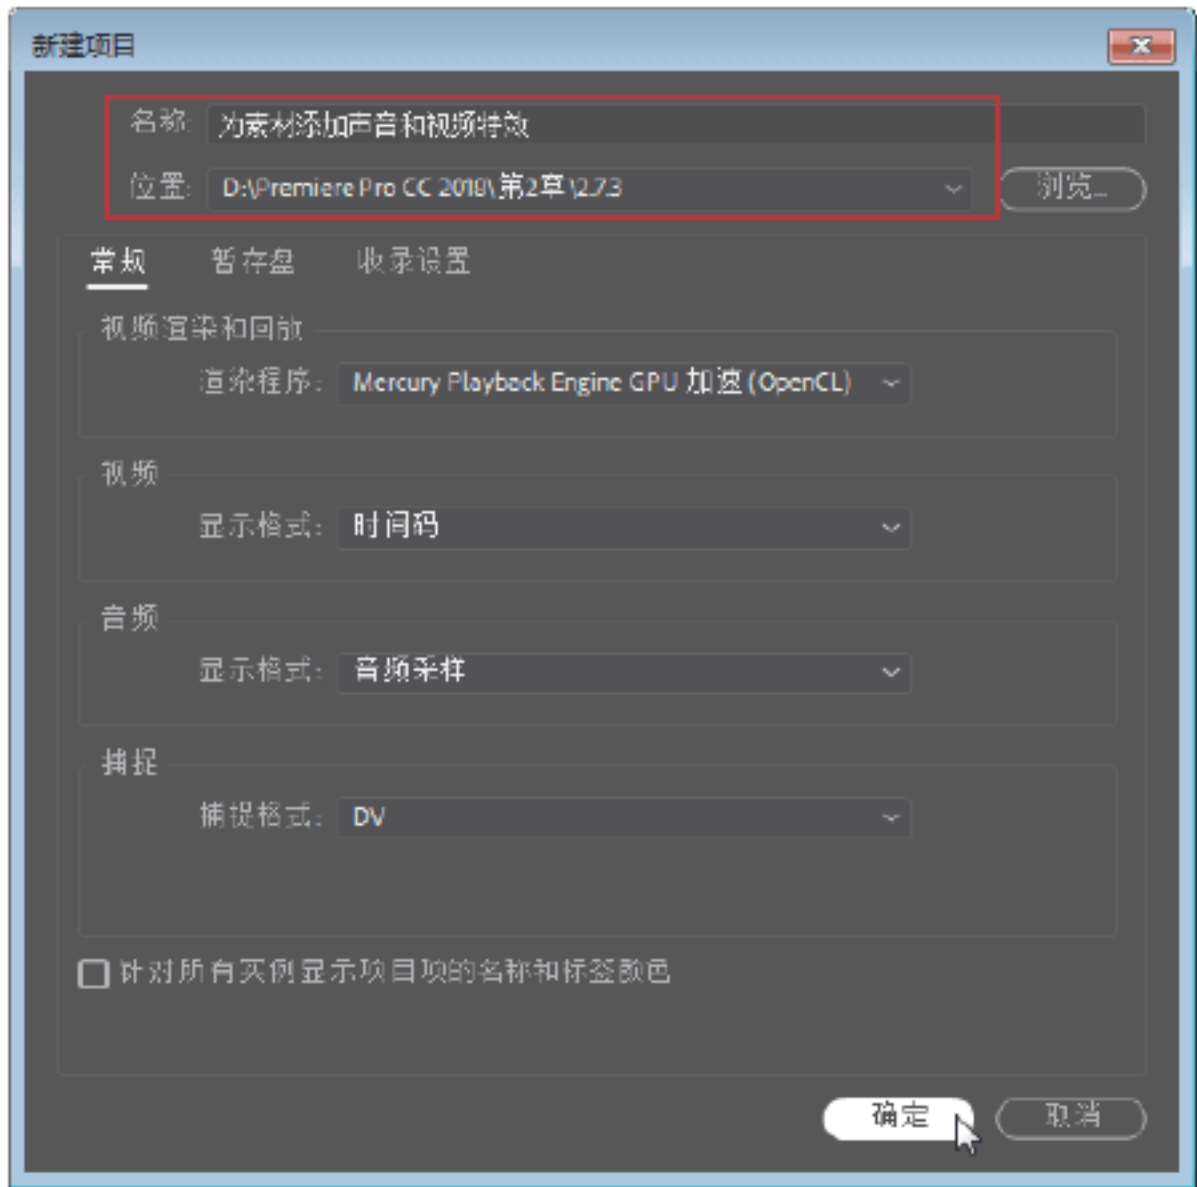 新建项目
名称: 为素材添加声音和视频特效
位置: D:\Premiere Pro CC 2018\第2章\2.7.3 浏览...
常规 暂存盘 收录设置
视频渲染和回放
渲染程序: Mercury Playback Engine GPU 加速 (OpenCL)
视频
显示格式: 时间码
音频
显示格式: 音频采样
捕捉
捕捉格式: DV
针对所有实例显示项目项的名称和标签颜色
确定 取消